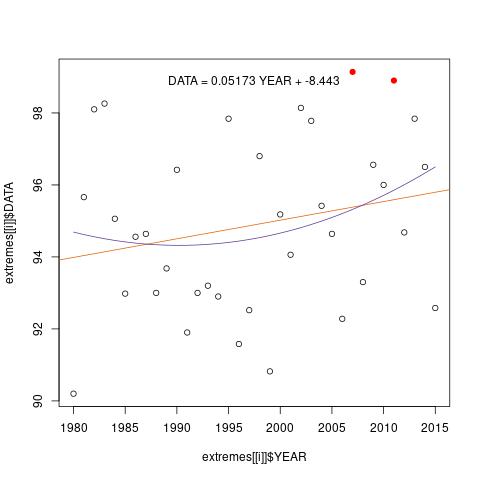 DATA = 0.05173 YEAR + -8.443
98
96
94
92
90
extremes[[i]]$DATA
1980 1985 1990 1995 2000 2005 2010 2015
extremes[[i]]$YEAR